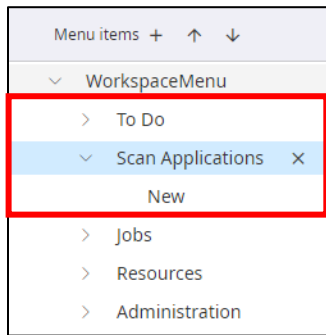 Menu items + ↑ ↓
WorkspaceMenu
To Do
Scan Applications ×
New
Jobs
Resources
Administration